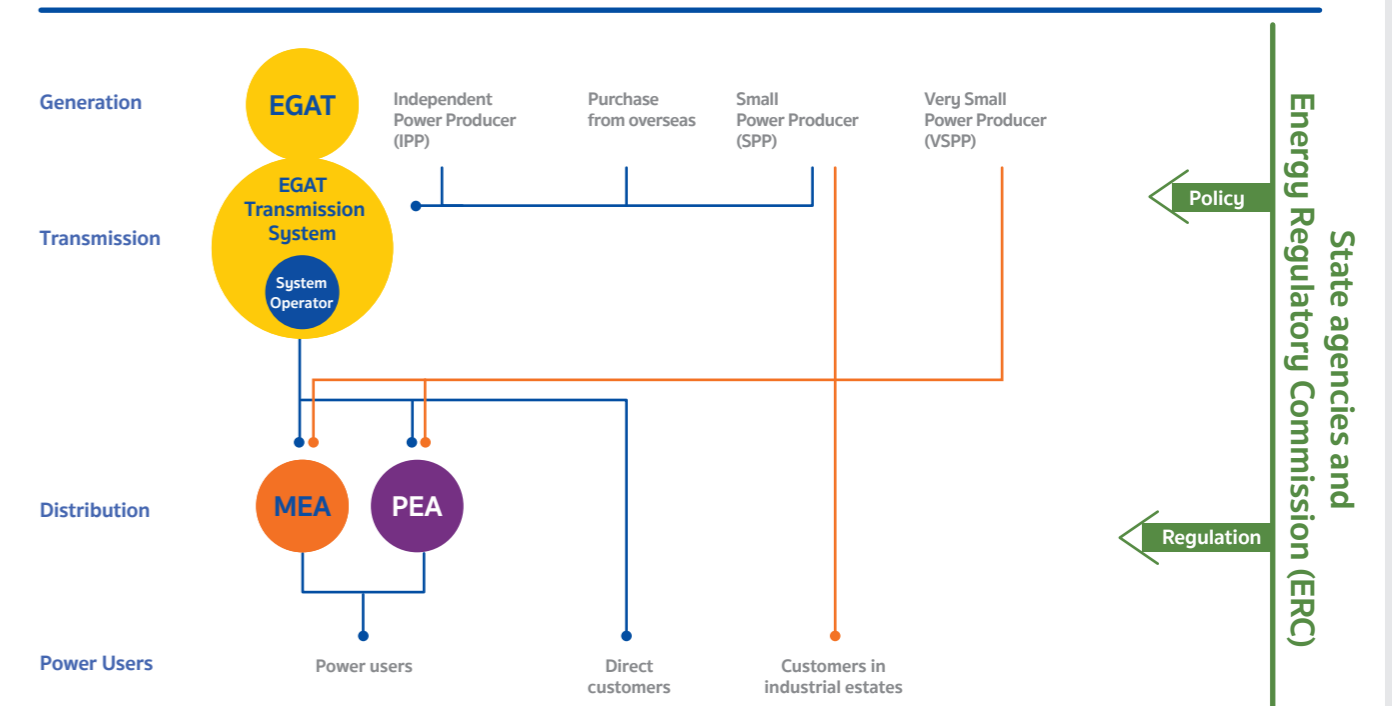 Generation
EGAT
Independent
Power Producer
(IPP)
Purchase
from overseas
Small
Power Producer
(SPP)
Very Small
Power Producer
(VSPP)
Transmission
EGAT
Transmission
System
System
Operator
Policy
Distribution
MEA
PEA
Regulation
Power Users
Power users
Direct
customers
Customers in
industrial estates
State agencies and
Energy Regulatory Commission (ERC)